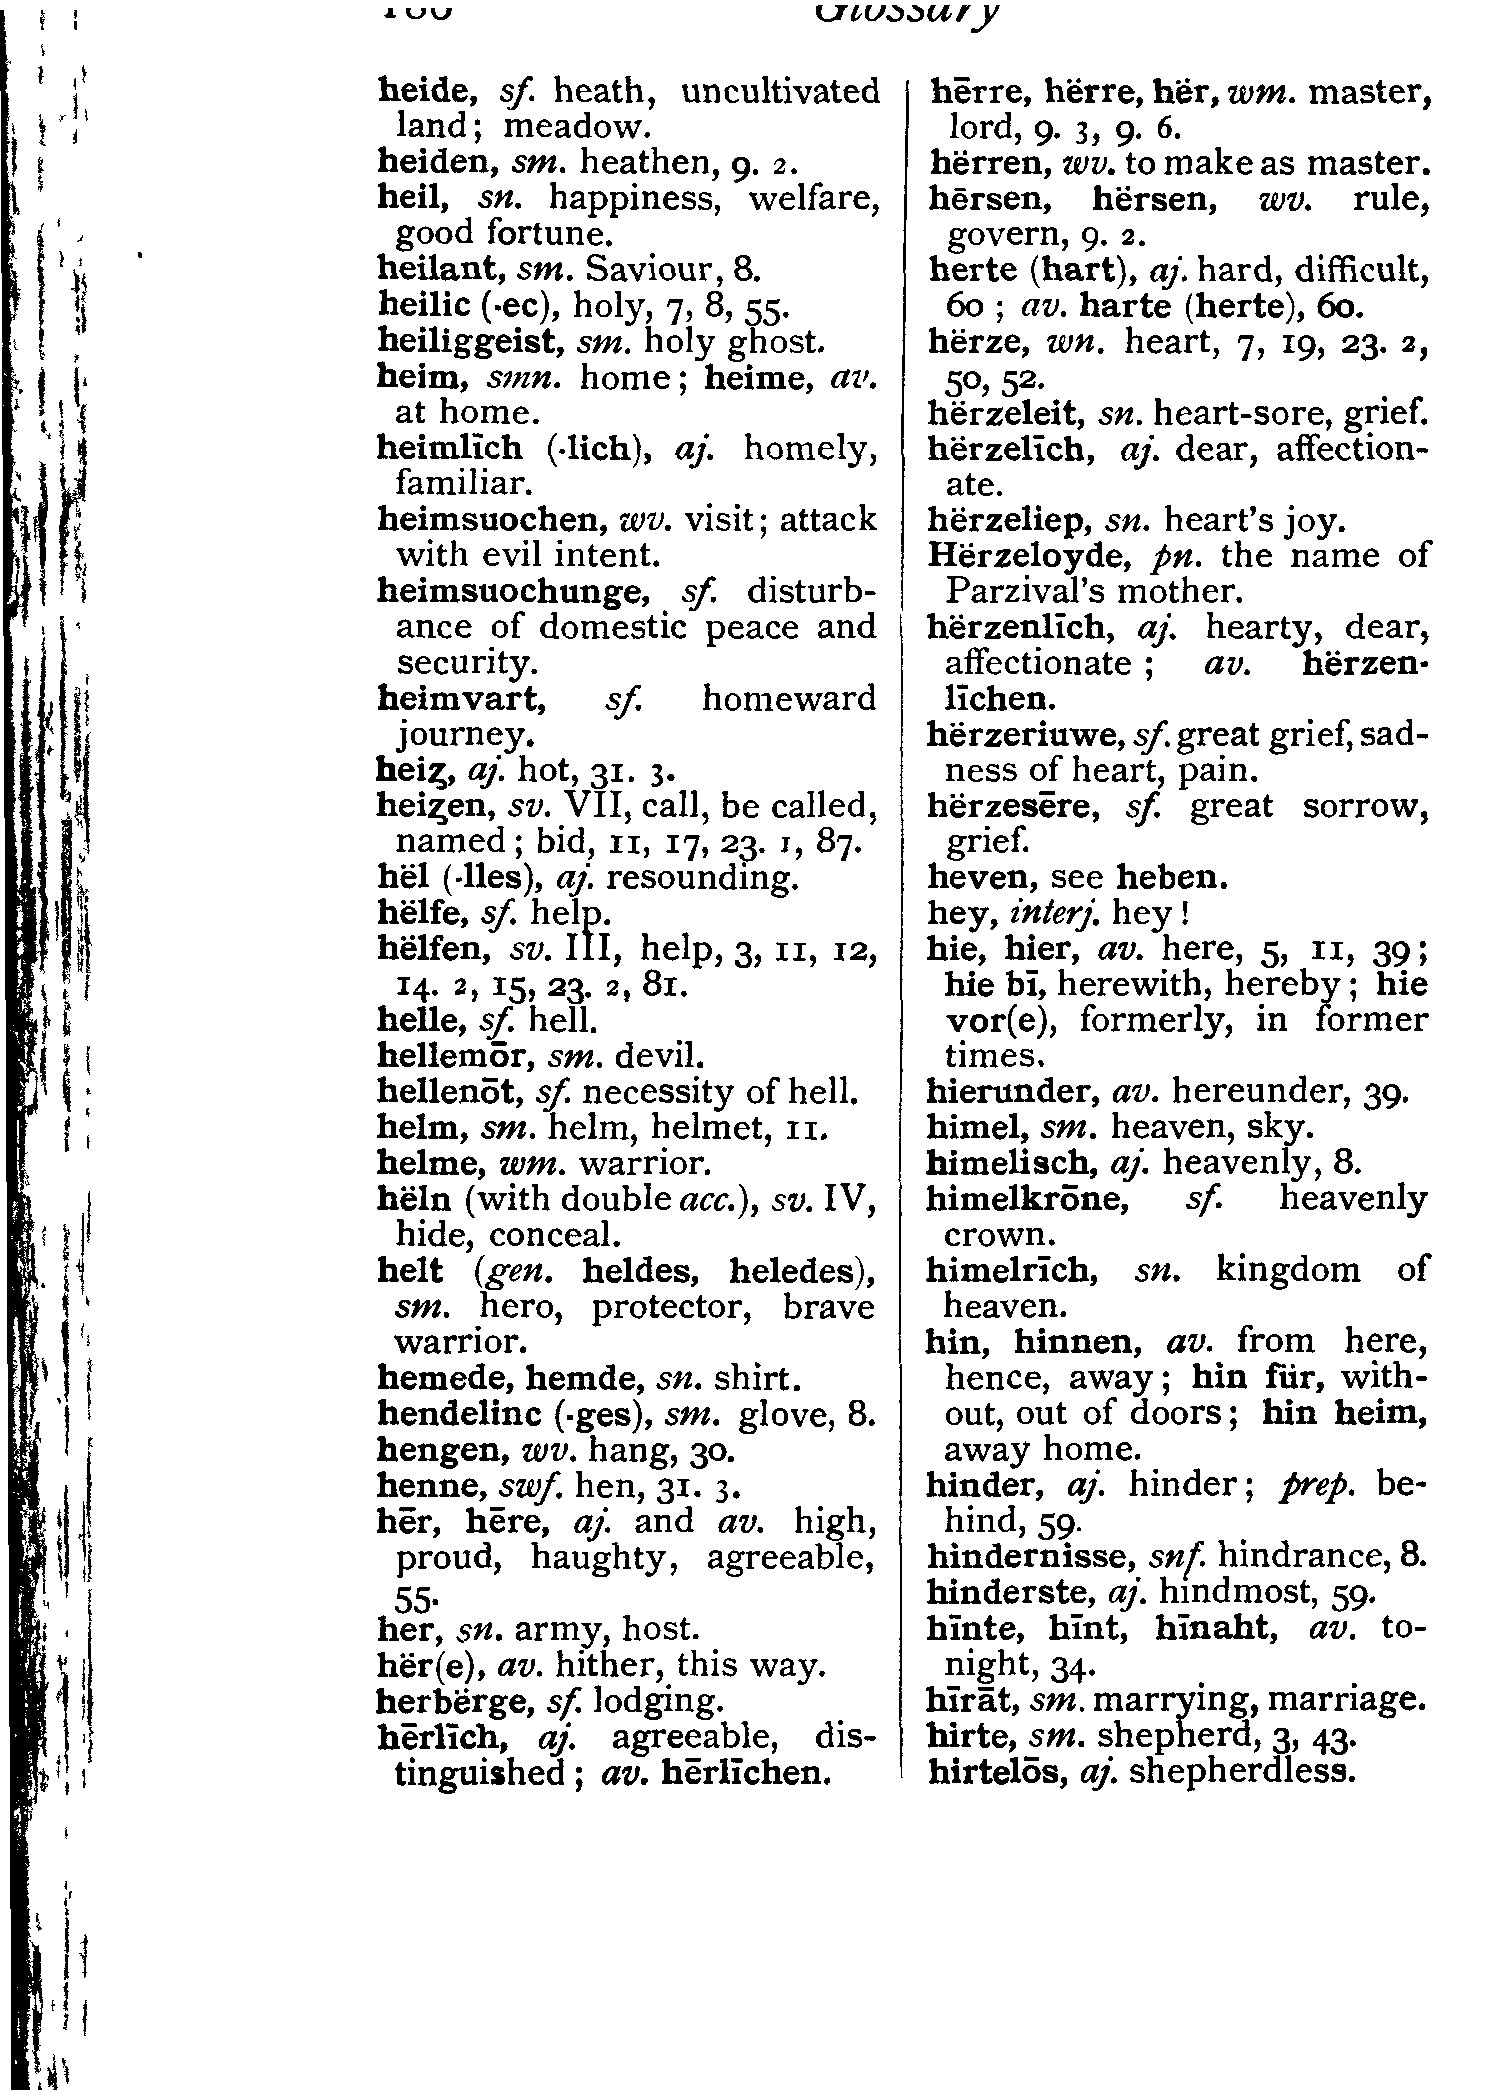 Glossary
heide, sf. heath, uncultivated
land; meadow.
heiden, sm. heathen, 9. 2.
heil, sn. happiness, welfare,
good fortune.
heilant, sm. Saviour, 8.
heilic (-ec), holy, 7, 8, 55.
heiliggeist, sm. holy ghost.
heim, smn. home; heime, av.
at home.
heimlīch (-lich), aj. homely,
familiar.
heimsuochen, wv. visit; attack
with evil intent.
heimsuochunge, sf. disturb-
ance of domestic peace and
security.
heimvart, sf. homeward
journey.
heiȥ, aj. hot, 31. 3.
heiȥen, sv. VII, call, be called,
named; bid, 11, 17, 23. 1, 87.
hël (-lles), aj. resounding.
hëlfe, sf. help.
hëlfen, sv. III, help, 3, 11, 12,
14. 2, 15, 23. 2, 81.
helle, sf. hell.
hellemōr, sm. devil.
hellenōt, sf. necessity of hell.
helm, sm. helm, helmet, 11.
helme, wm. warrior.
hëln (with double acc.), sv. IV,
hide, conceal.
helt (gen. heldes, heledes),
sm. hero, protector, brave
warrior.
hemede, hemde, sn. shirt.
hendelinc (-ges), sm. glove, 8.
hengen, wv. hang, 30.
henne, swf. hen, 31. 3.
hēr, hēre, aj. and av. high,
proud, haughty, agreeable,
55.
her, sn. army, host.
hër(e), av. hither, this way.
herbërge, sf. lodging.
hērlīch, aj. agreeable, dis-
tinguished; av. hērlīchen.
hērre, hërre, hër, wm. master,
lord, 9. 3, 9. 6.
hërren, wv. to make as master.
hērsen, hërsen, wv. rule,
govern, 9. 2.
herte (hart), aj. hard, difficult,
60; av. harte (herte), 60.
hërze, wn. heart, 7, 19, 23. 2,
50, 52.
hërzeleit, sn. heart-sore, grief.
hërzelīch, aj. dear, affection-
ate.
hërzeliep, sn. heart's joy.
Hërzeloyde, pn. the name of
Parzival's mother.
hërzenlīch, aj. hearty, dear,
affectionate; av. hërzen-
līchen.
hërzeriuwe, sf. great grief, sad-
ness of heart, pain.
hërzesēre, sf. great sorrow,
grief.
heven, see heben.
hey, interj. hey!
hie, hier, av. here, 5, 11, 39;
hie bī, herewith, hereby; hie
vor(e), formerly, in former
times.
hierunder, av. hereunder, 39.
himel, sm. heaven, sky.
himelisch, aj. heavenly, 8.
himelkrōne, sf. heavenly
crown.
himelrīch, sn. kingdom of
heaven.
hin, hinnen, av. from here,
hence, away; hin für, with-
out, out of doors; hin heim,
away home.
hinder, aj. hinder; prep. be-
hind, 59.
hindernisse, snf. hindrance, 8.
hinderste, aj. hindmost, 59.
hīnte, hīnt, hīnaht, av. to-
night, 34.
hīrāt, sm. marrying, marriage.
hirte, sm. shepherd, 3, 43.
hirtelōs, aj. shepherdless.